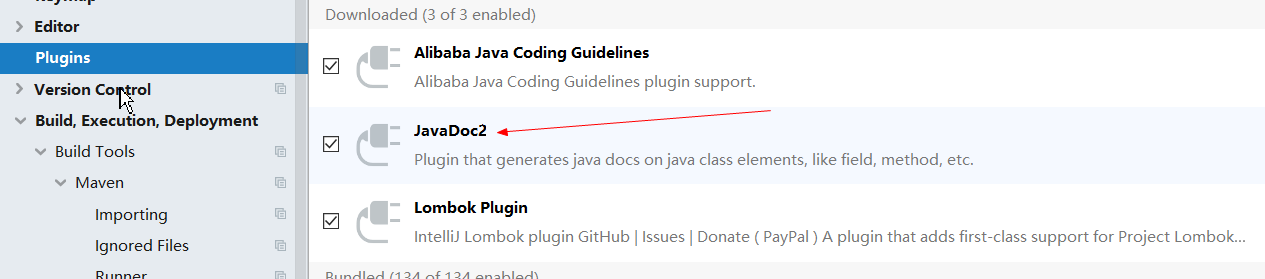 Keymap
Editor
Plugins
Version Control
Build, Execution, Deployment
Build Tools
Maven
Importing
Ignored Files
Runner
Downloaded (3 of 3 enabled)
Alibaba Java Coding Guidelines
Alibaba Java Coding Guidelines plugin support.
JavaDoc2
Plugin that generates java docs on java class elements, like field, method, etc.
Lombok Plugin
IntelliJ Lombok plugin GitHub | Issues | Donate ( PayPal ) A plugin that adds first-class support for Project Lombok...
Bundled (134 of 134 enabled)